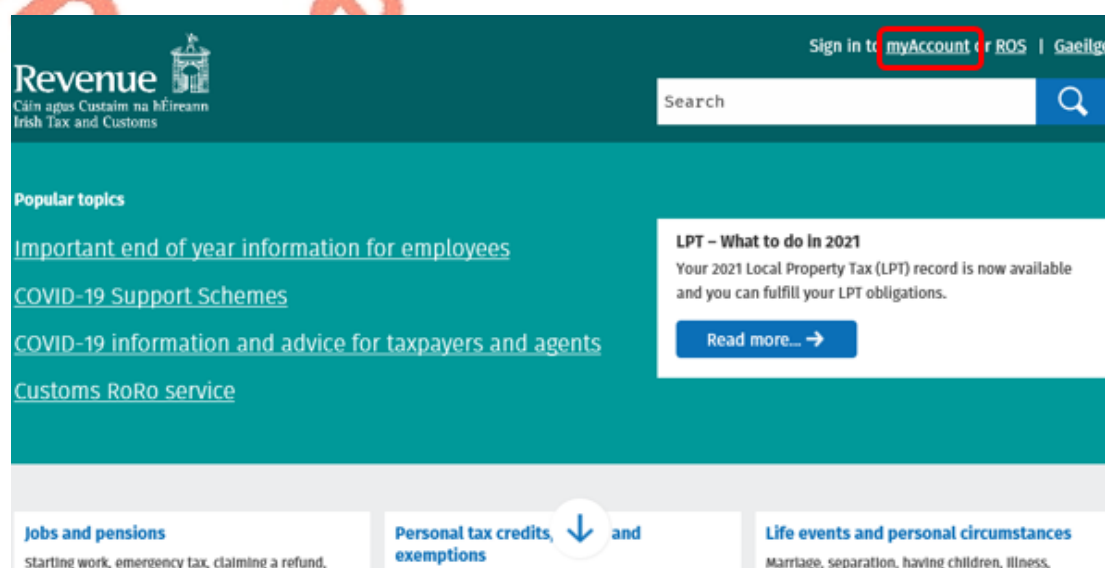 Sign in to myAccount or ROS | Gaeilge
Revenue
Cáin agus Custaim na hÉireann
Irish Tax and Customs
Search
Popular topics
Important end of year information for employees
COVID-19 Support Schemes
COVID-19 information and advice for taxpayers and agents
Customs RoRo service
LPT – What to do in 2021
Your 2021 Local Property Tax (LPT) record is now available
and you can fulfill your LPT obligations.
Read more... →
Jobs and pensions
Starting work, emergency tax, claiming a refund,
Personal tax credits, and
exemptions
Life events and personal circumstances
Marriage, separation, having children, illness,